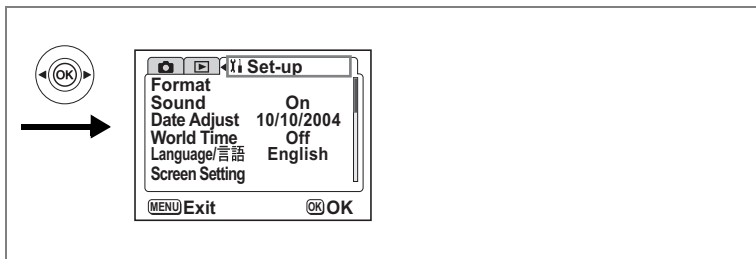 OK
Set-up
Format
Sound On
Date Adjust 10/10/2004
World Time Off
Language/言語 English
Screen Setting
MENU Exit OK OK